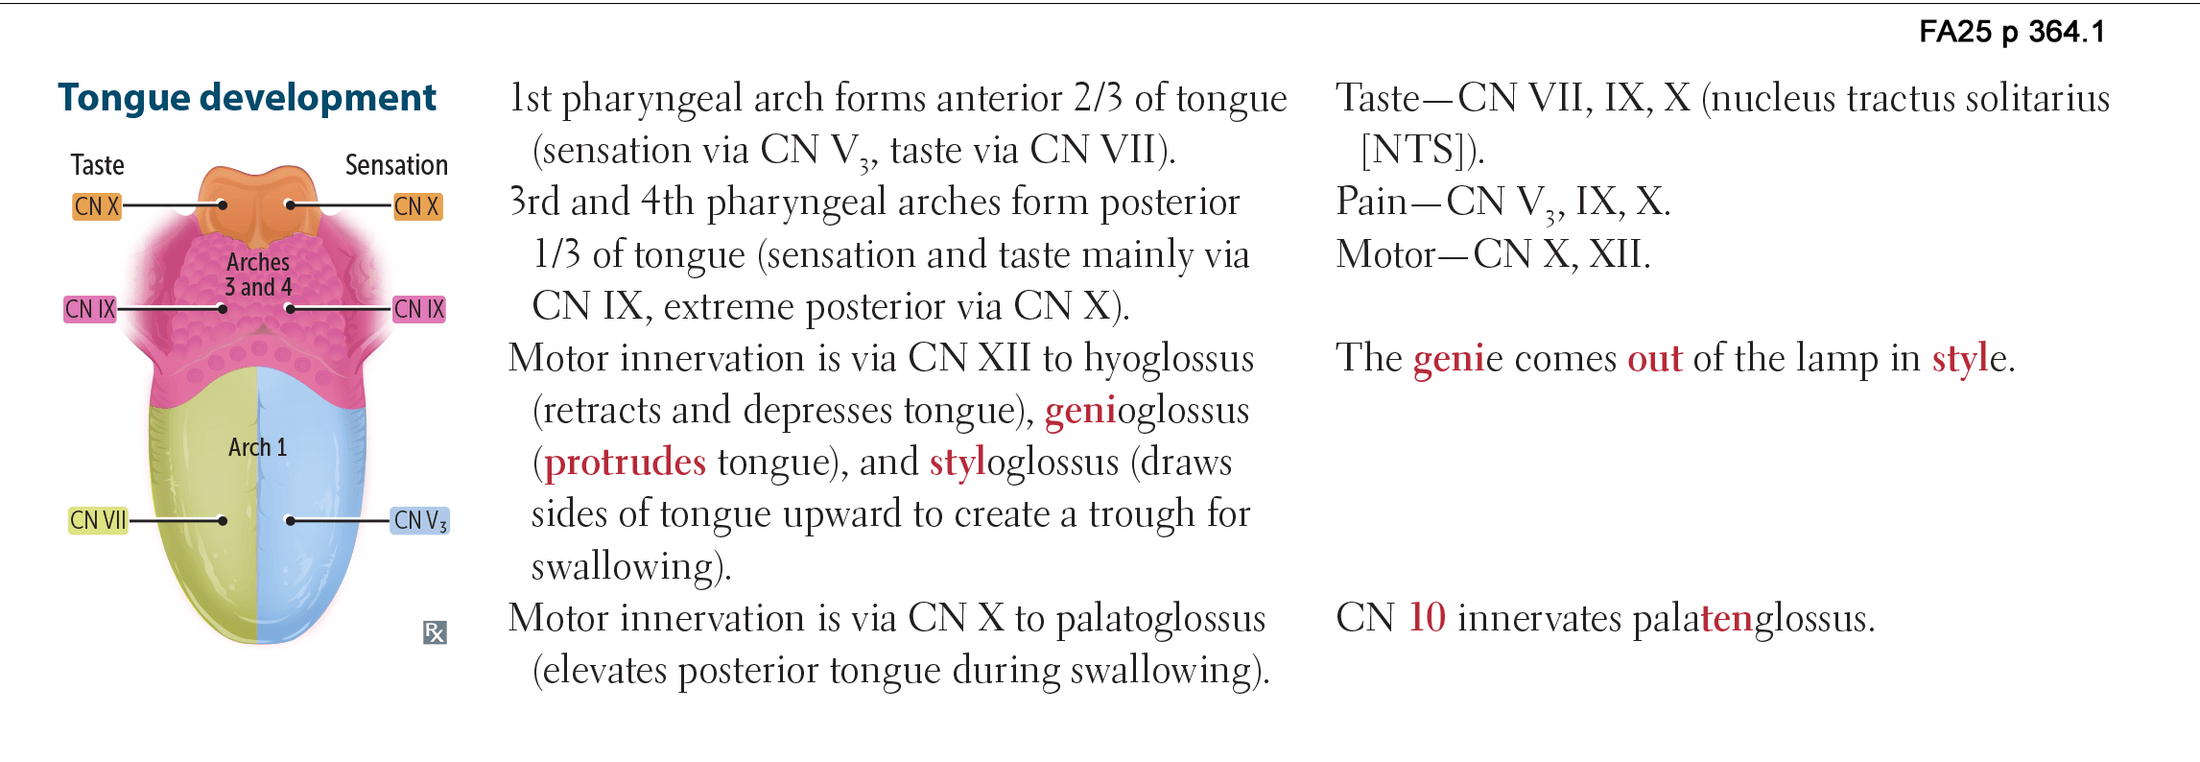 FA25 p 364.1
Tongue development
Taste
Sensation
CN X
CN X
Arches
3 and 4
CN IX
CN IX
Arch 1
CN VII
CN V₃
Rx
1st pharyngeal arch forms anterior 2/3 of tongue
(sensation via CN V₃, taste via CN VII).
3rd and 4th pharyngeal arches form posterior
1/3 of tongue (sensation and taste mainly via
CN IX, extreme posterior via CN X).
Motor innervation is via CN XII to hyoglossus
(retracts and depresses tongue), genioglossus
(protrudes tongue), and styloglossus (draws
sides of tongue upward to create a trough for
swallowing).
Motor innervation is via CN X to palatoglossus
(elevates posterior tongue during swallowing).
Taste—CN VII, IX, X (nucleus tractus solitarius
[NTS]).
Pain—CN V₃, IX, X.
Motor—CN X, XII.
The genie comes out of the lamp in style.
CN 10 innervates palatenglossus.